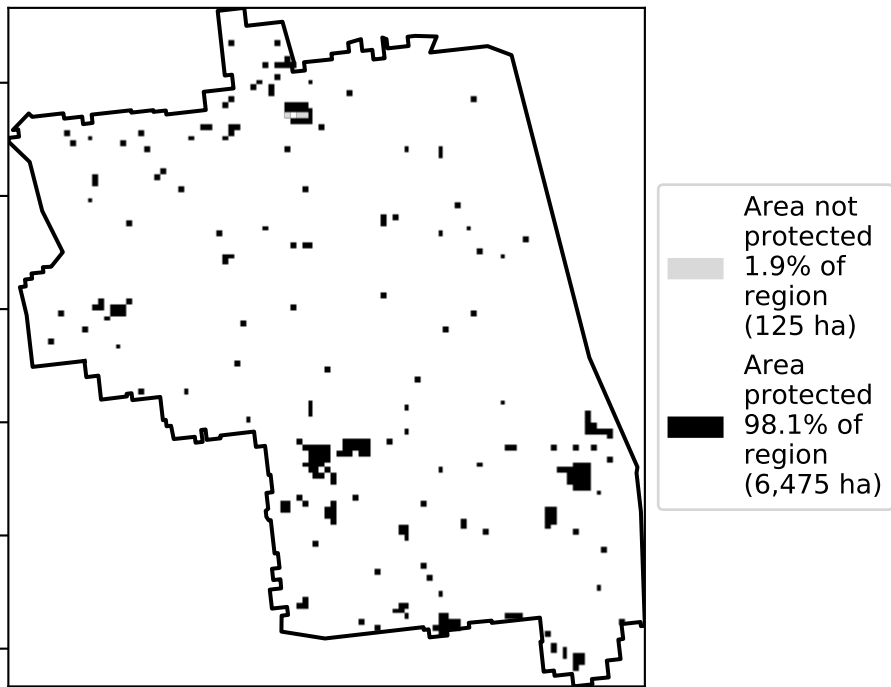 Area not
protected
1.9% of
region
(125 ha)
Area
protected
98.1% of
region
(6,475 ha)